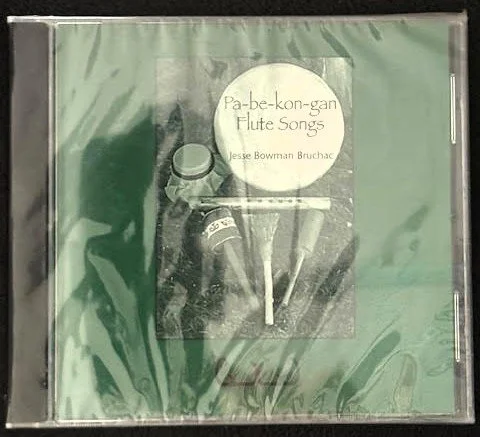 Pa-be-kon-gan
Flute Songs
Jesse Bowman Bruchac